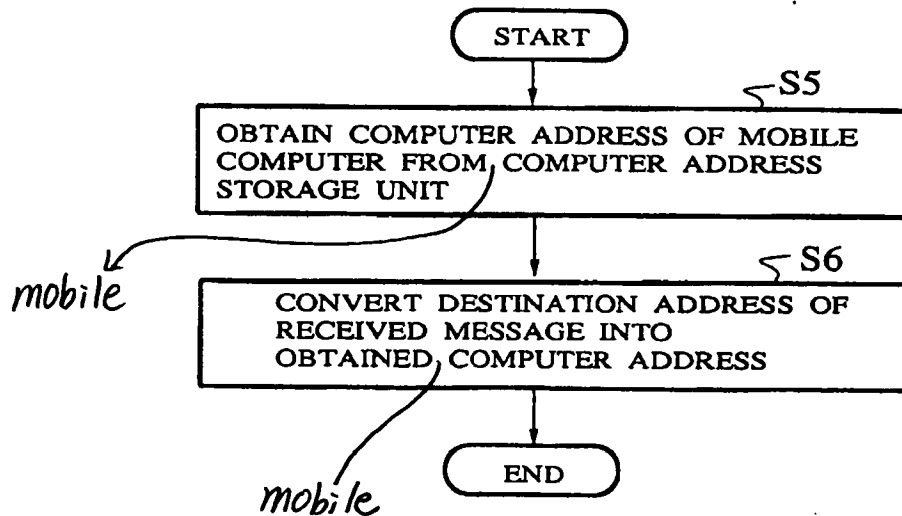 START
S5
OBTAIN COMPUTER ADDRESS OF MOBILE
COMPUTER FROM COMPUTER ADDRESS
STORAGE UNIT
mobile
S6
CONVERT DESTINATION ADDRESS OF
RECEIVED MESSAGE INTO
OBTAINED COMPUTER ADDRESS
END
mobile